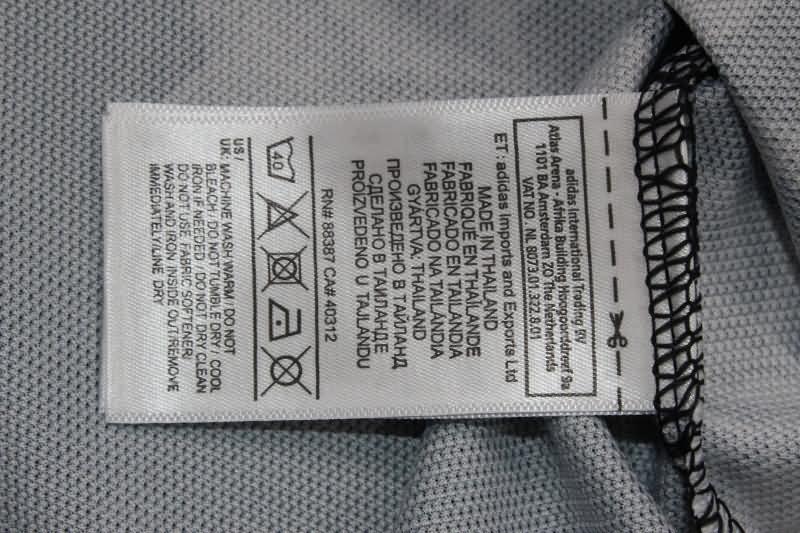 adidas International Trading BV
Atlas Arena - Afrika Building Hoogoorddreef 9a
1101 BA Amsterdam ZO The Netherlands
VAT NO. NL 8073.01.322.B.01
ET: adidas Imports and Exports Ltd
MADE IN THAILAND
FABRIQUE EN THAILANDE
FABRICADO EN TAILANDIA
FABRICADO NA TAILÂNDIA
GYÁRTVA: THAILAND
ПРОИЗВЕДЕНО В ТАЙЛАНД
СДЕЛАНО В ТАИЛАНДЕ
PROIZVEDENO U TAJLANDU
RN# 88387 CA# 40312
40
US /
UK: MACHINE WASH WARM / DO NOT
BLEACH / DO NOT TUMBLE DRY / COOL
IRON IF NEEDED / DO NOT DRY CLEAN
DO NOT USE FABRIC SOFTENER/
WASH AND IRON INSIDE OUT/REMOVE
IMMEDIATELY/LINE DRY